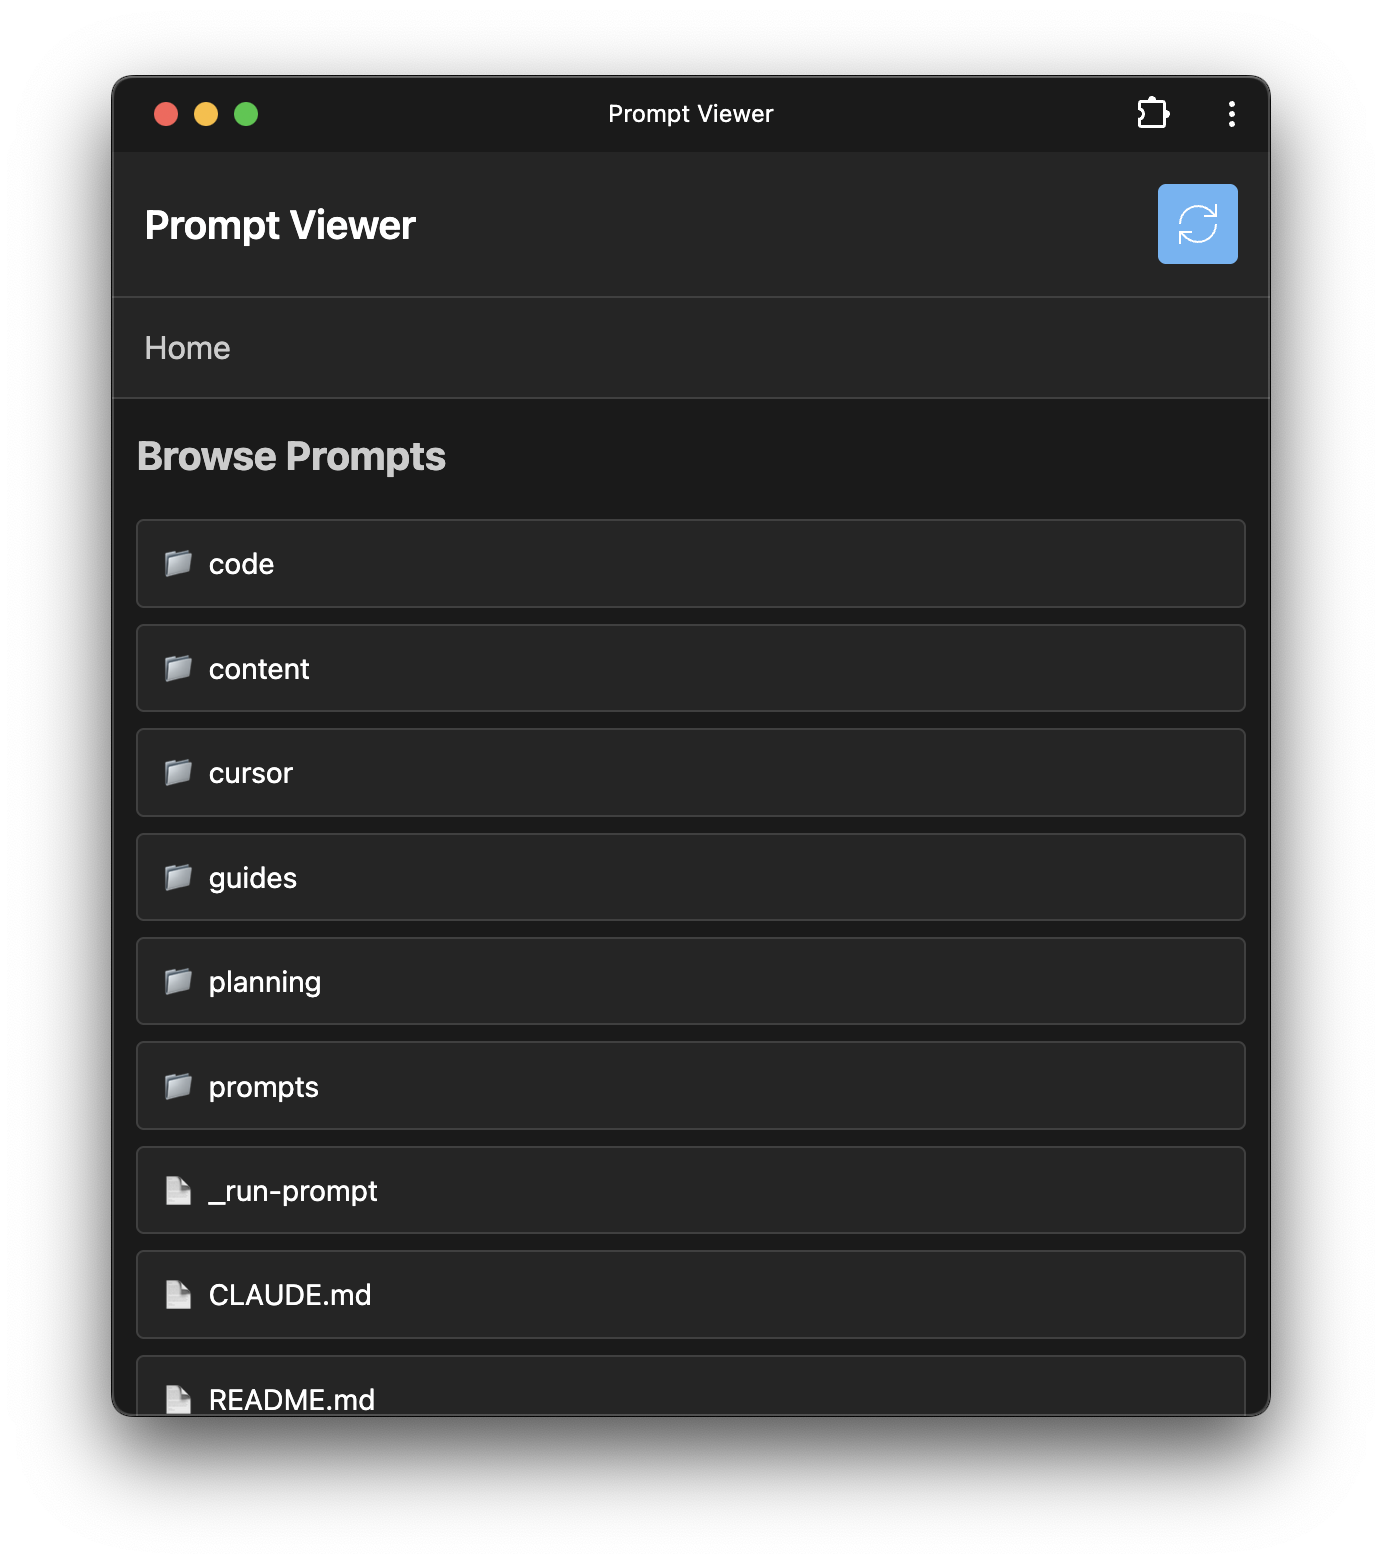 Prompt Viewer
Prompt Viewer
Home
Browse Prompts
code
content
cursor
guides
planning
prompts
_run-prompt
CLAUDE.md
README.md